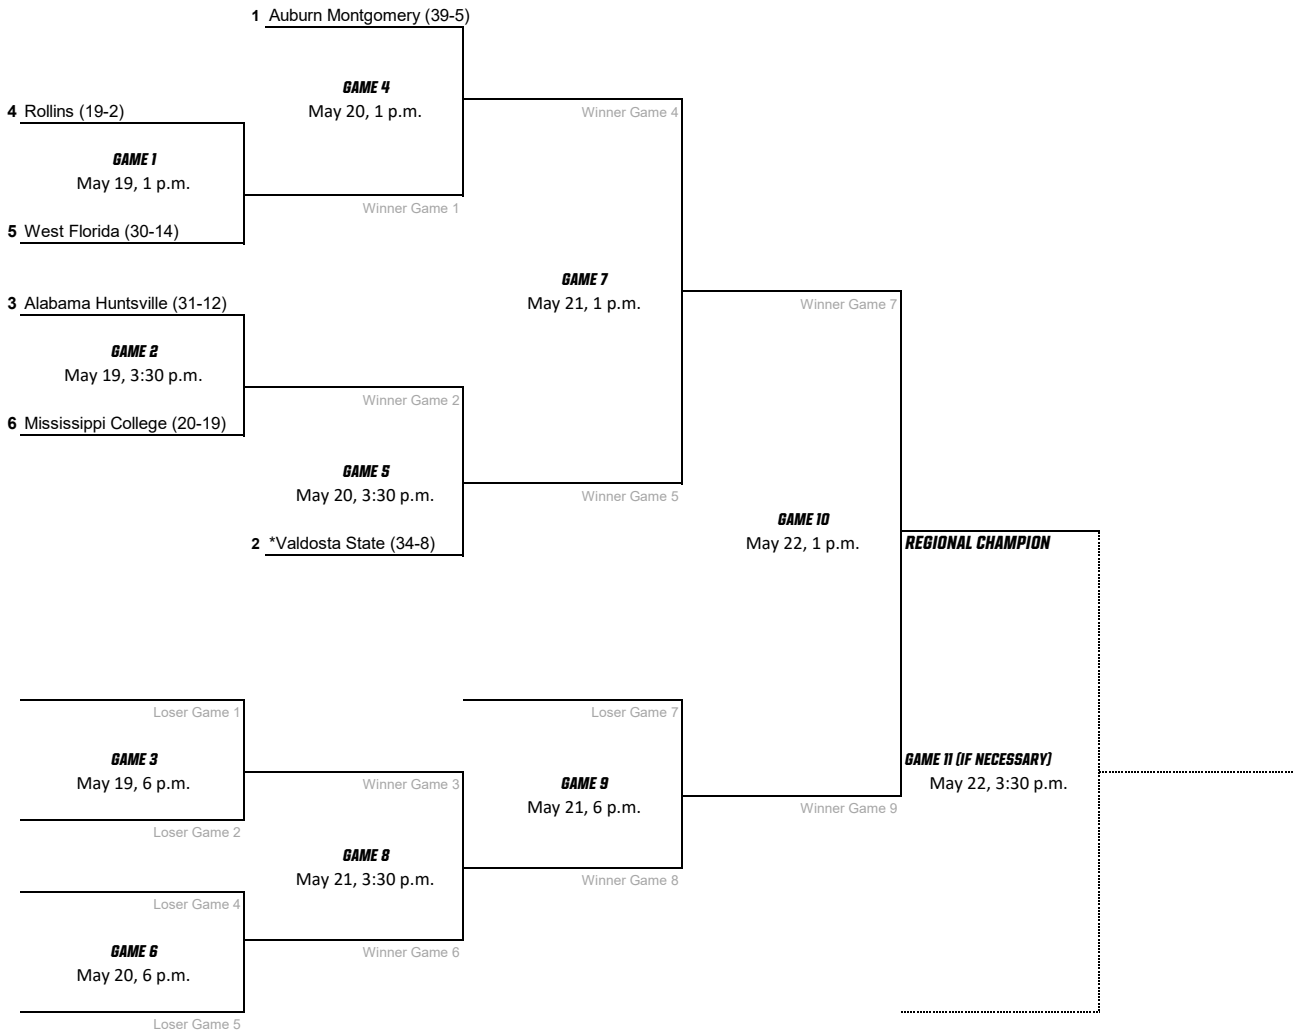 1 Auburn Montgomery (39-5)
GAME 4
May 20, 1 p.m.
4 Rollins (19-2)
Winner Game 4
GAME 1
May 19, 1 p.m.
Winner Game 1
5 West Florida (30-14)
GAME 7
May 21, 1 p.m.
3 Alabama Huntsville (31-12)
Winner Game 7
GAME 2
May 19, 3:30 p.m.
Winner Game 2
6 Mississippi College (20-19)
GAME 5
May 20, 3:30 p.m.
Winner Game 5
GAME 10
May 22, 1 p.m.
2 *Valdosta State (34-8)
REGIONAL CHAMPION
Loser Game 1
Loser Game 7
GAME 3
May 19, 6 p.m.
Winner Game 3
GAME 9
May 21, 6 p.m.
GAME 11 (IF NECESSARY)
May 22, 3:30 p.m.
Winner Game 9
Loser Game 2
GAME 8
May 21, 3:30 p.m.
Winner Game 8
Loser Game 4
GAME 6
May 20, 6 p.m.
Winner Game 6
Loser Game 5